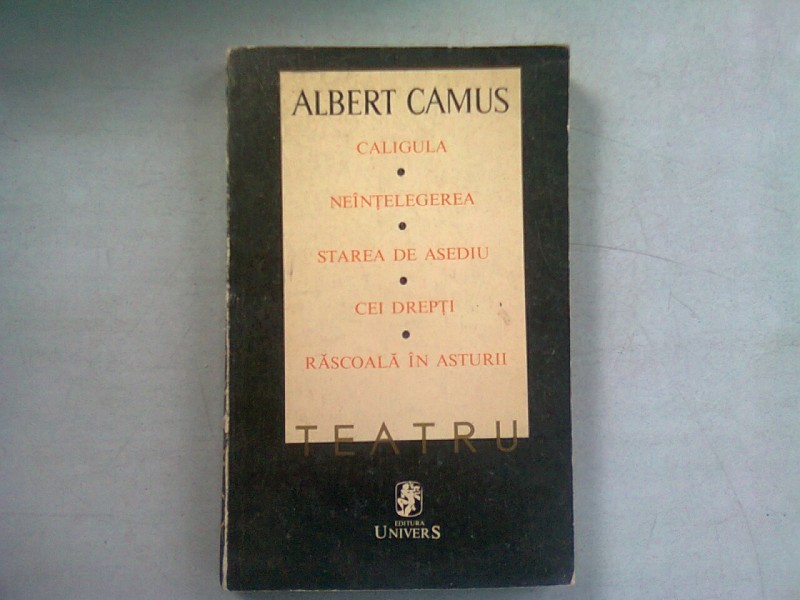 ALBERT CAMUS
CALIGULA
NEÎNȚELEGEREA
STAREA DE ASEDIU
CEI DREPȚI
RĂSCOALĂ ÎN ASTURII
TEATRU
EDITURA
UNIVERS